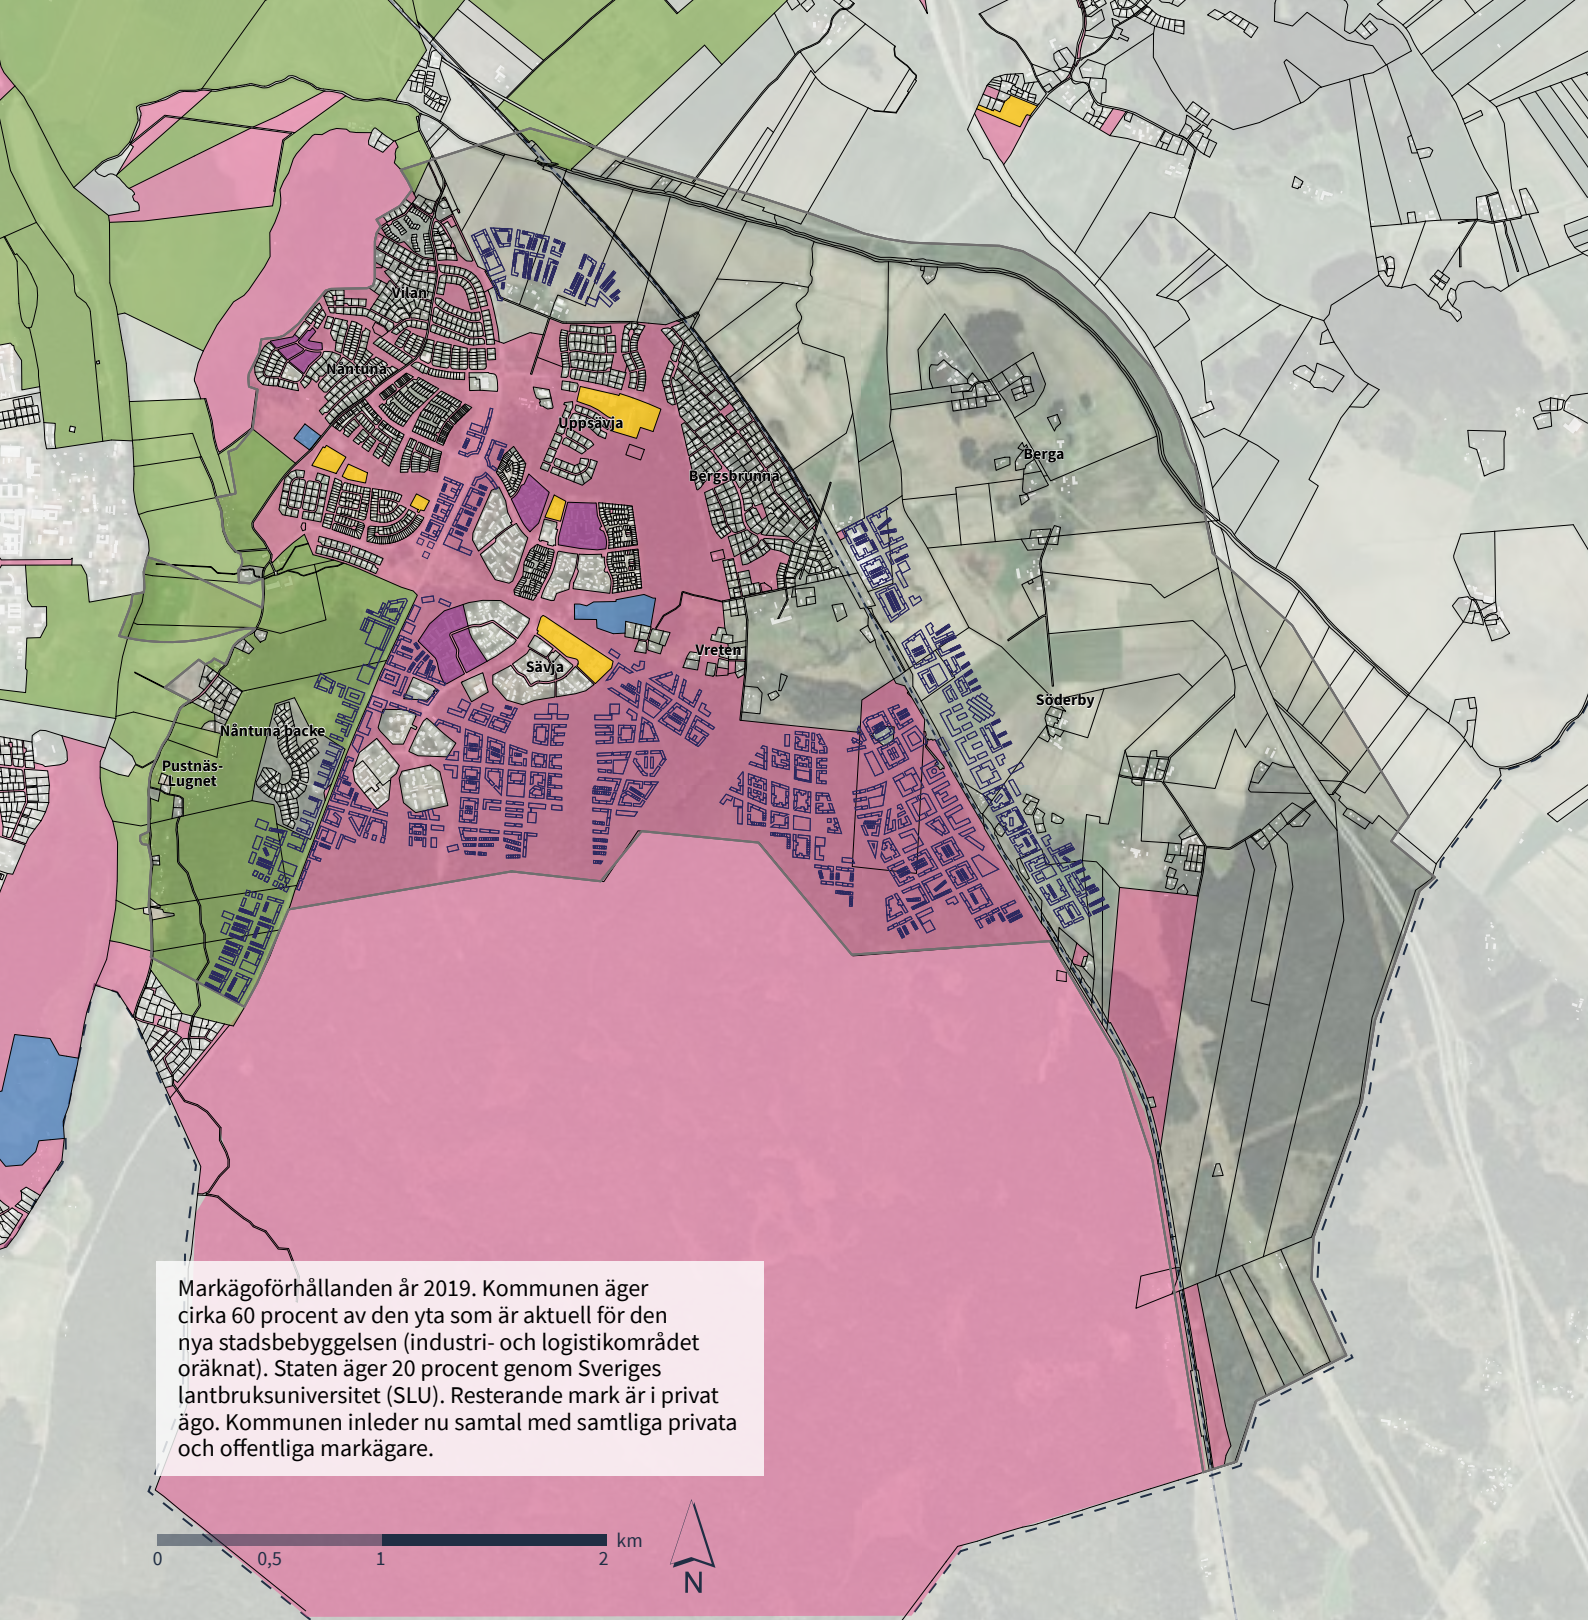 Vilan
Nåntuna
Uppsävja
Bergsbrunna
Berga
Vreten
Sävja
Söderby
Nåntuna backe
Pustnäs-
Lugnet
Markägoförhållanden år 2019. Kommunen äger
cirka 60 procent av den yta som är aktuell för den
nya stadsbebyggelsen (industri- och logistikområdet
oräknat). Staten äger 20 procent genom Sveriges
lantbruksuniversitet (SLU). Resterande mark är i privat
ägo. Kommunen inleder nu samtal med samtliga privata
och offentliga markägare.
km
0 0,5 1 2
N